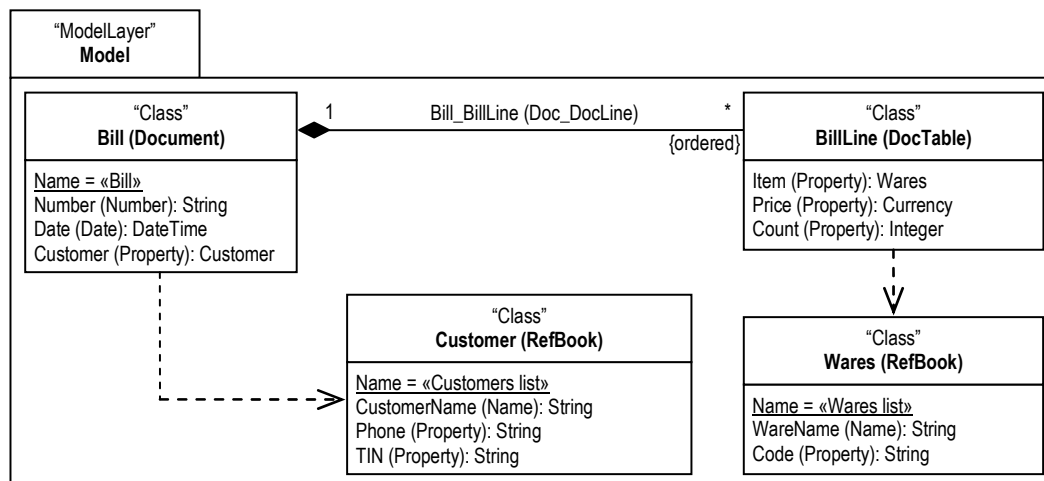 “ModelLayer”
Model
“Class”
Bill (Document)
Name = «Bill»
Number (Number): String
Date (Date): DateTime
Customer (Property): Customer
1
Bill_BillLine (Doc_DocLine)
*
{ordered}
“Class”
BillLine (DocTable)
Item (Property): Wares
Price (Property): Currency
Count (Property): Integer
“Class”
Customer (RefBook)
Name = «Customers list»
CustomerName (Name): String
Phone (Property): String
TIN (Property): String
“Class”
Wares (RefBook)
Name = «Wares list»
WareName (Name): String
Code (Property): String